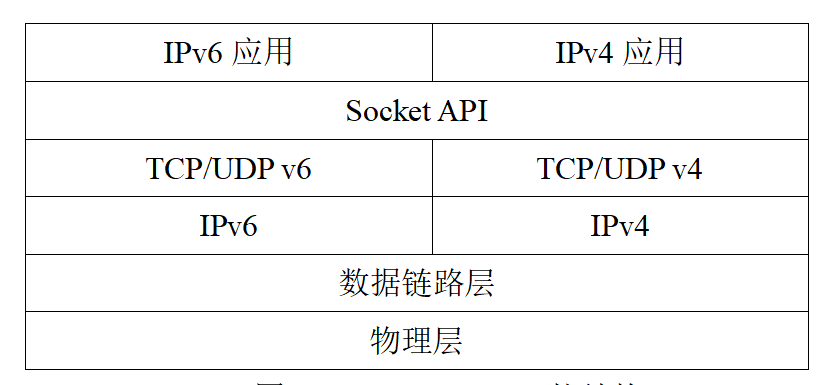 IPv6 应用 IPv4 应用
Socket API
TCP/UDP v6 TCP/UDP v4
IPv6 IPv4
数据链路层
物理层